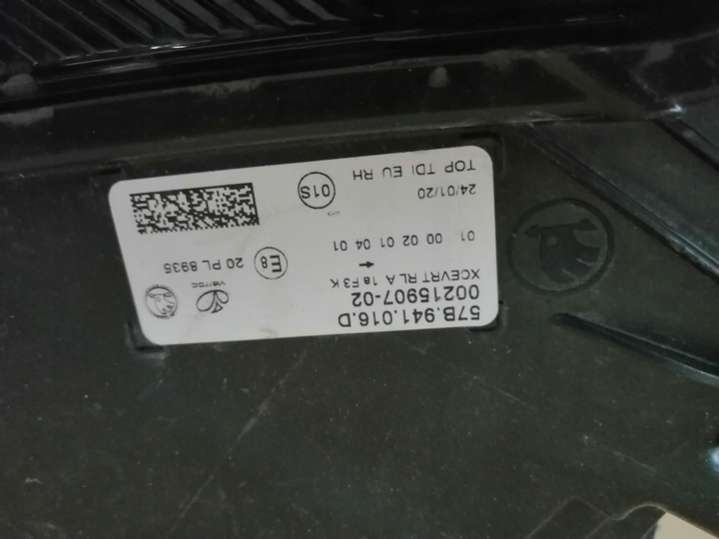 57B.941.016.D
00215907-02
XCEVRT RL A 1a F3 K
01 00 02 01 04 01
E8 20 PL 8935
24/01/20
01S
TOP TDI EU RH